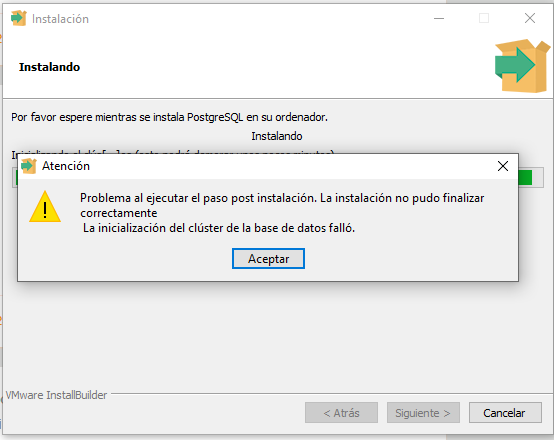 Instalación
Instalando
Por favor espere mientras se instala PostgreSQL en su ordenador.
Instalando
Atención
Problema al ejecutar el paso post instalación. La instalación no pudo finalizar
correctamente
La inicialización del clúster de la base de datos falló.
Aceptar
VMware InstallBuilder
< Atrás
Siguiente >
Cancelar